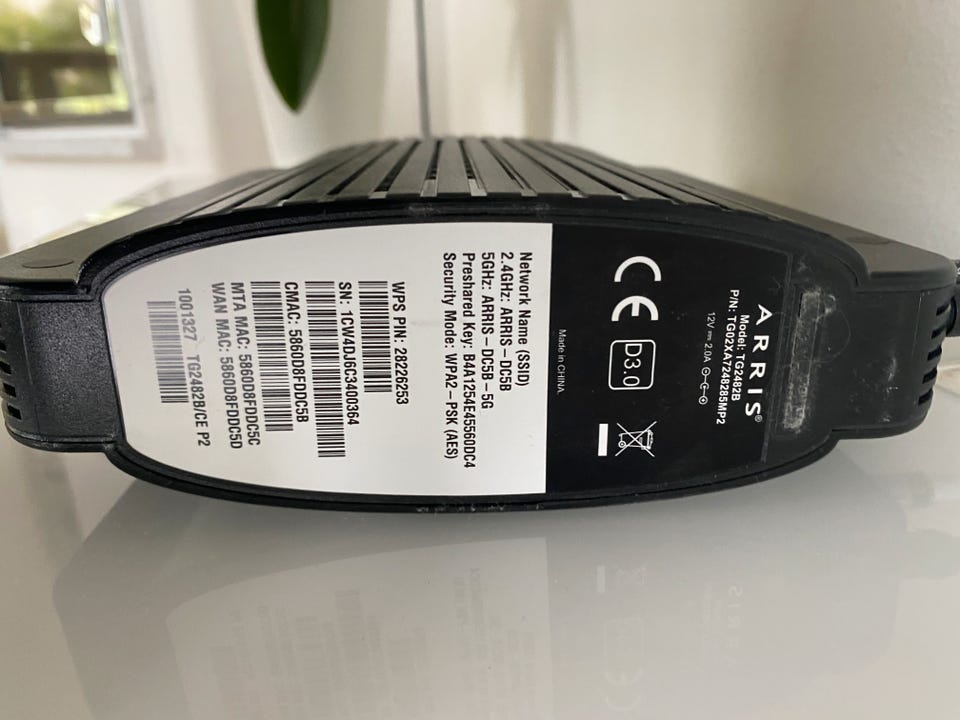 ARRIS®
Model: TG2482B
P/N: TG02XA7248285MP2
12V 2.0A
CE
D3.0
Made in CHINA.
Network Name (SSID)
2.4GHz: ARRIS-DC5B
5GHz: ARRIS-DC5B-5G
Preshared Key: B4A1254E45560DC4
Security Mode: WPA2-PSK (AES)
WPS PIN: 28226253
SN: 1CW4DJ6C3400364
CMAC: 5860D8FDDC5B
MTA MAC: 5860D8FDDC5C
WAN MAC: 5860D8FDDC5D
1001327 TG2482B/CE P2